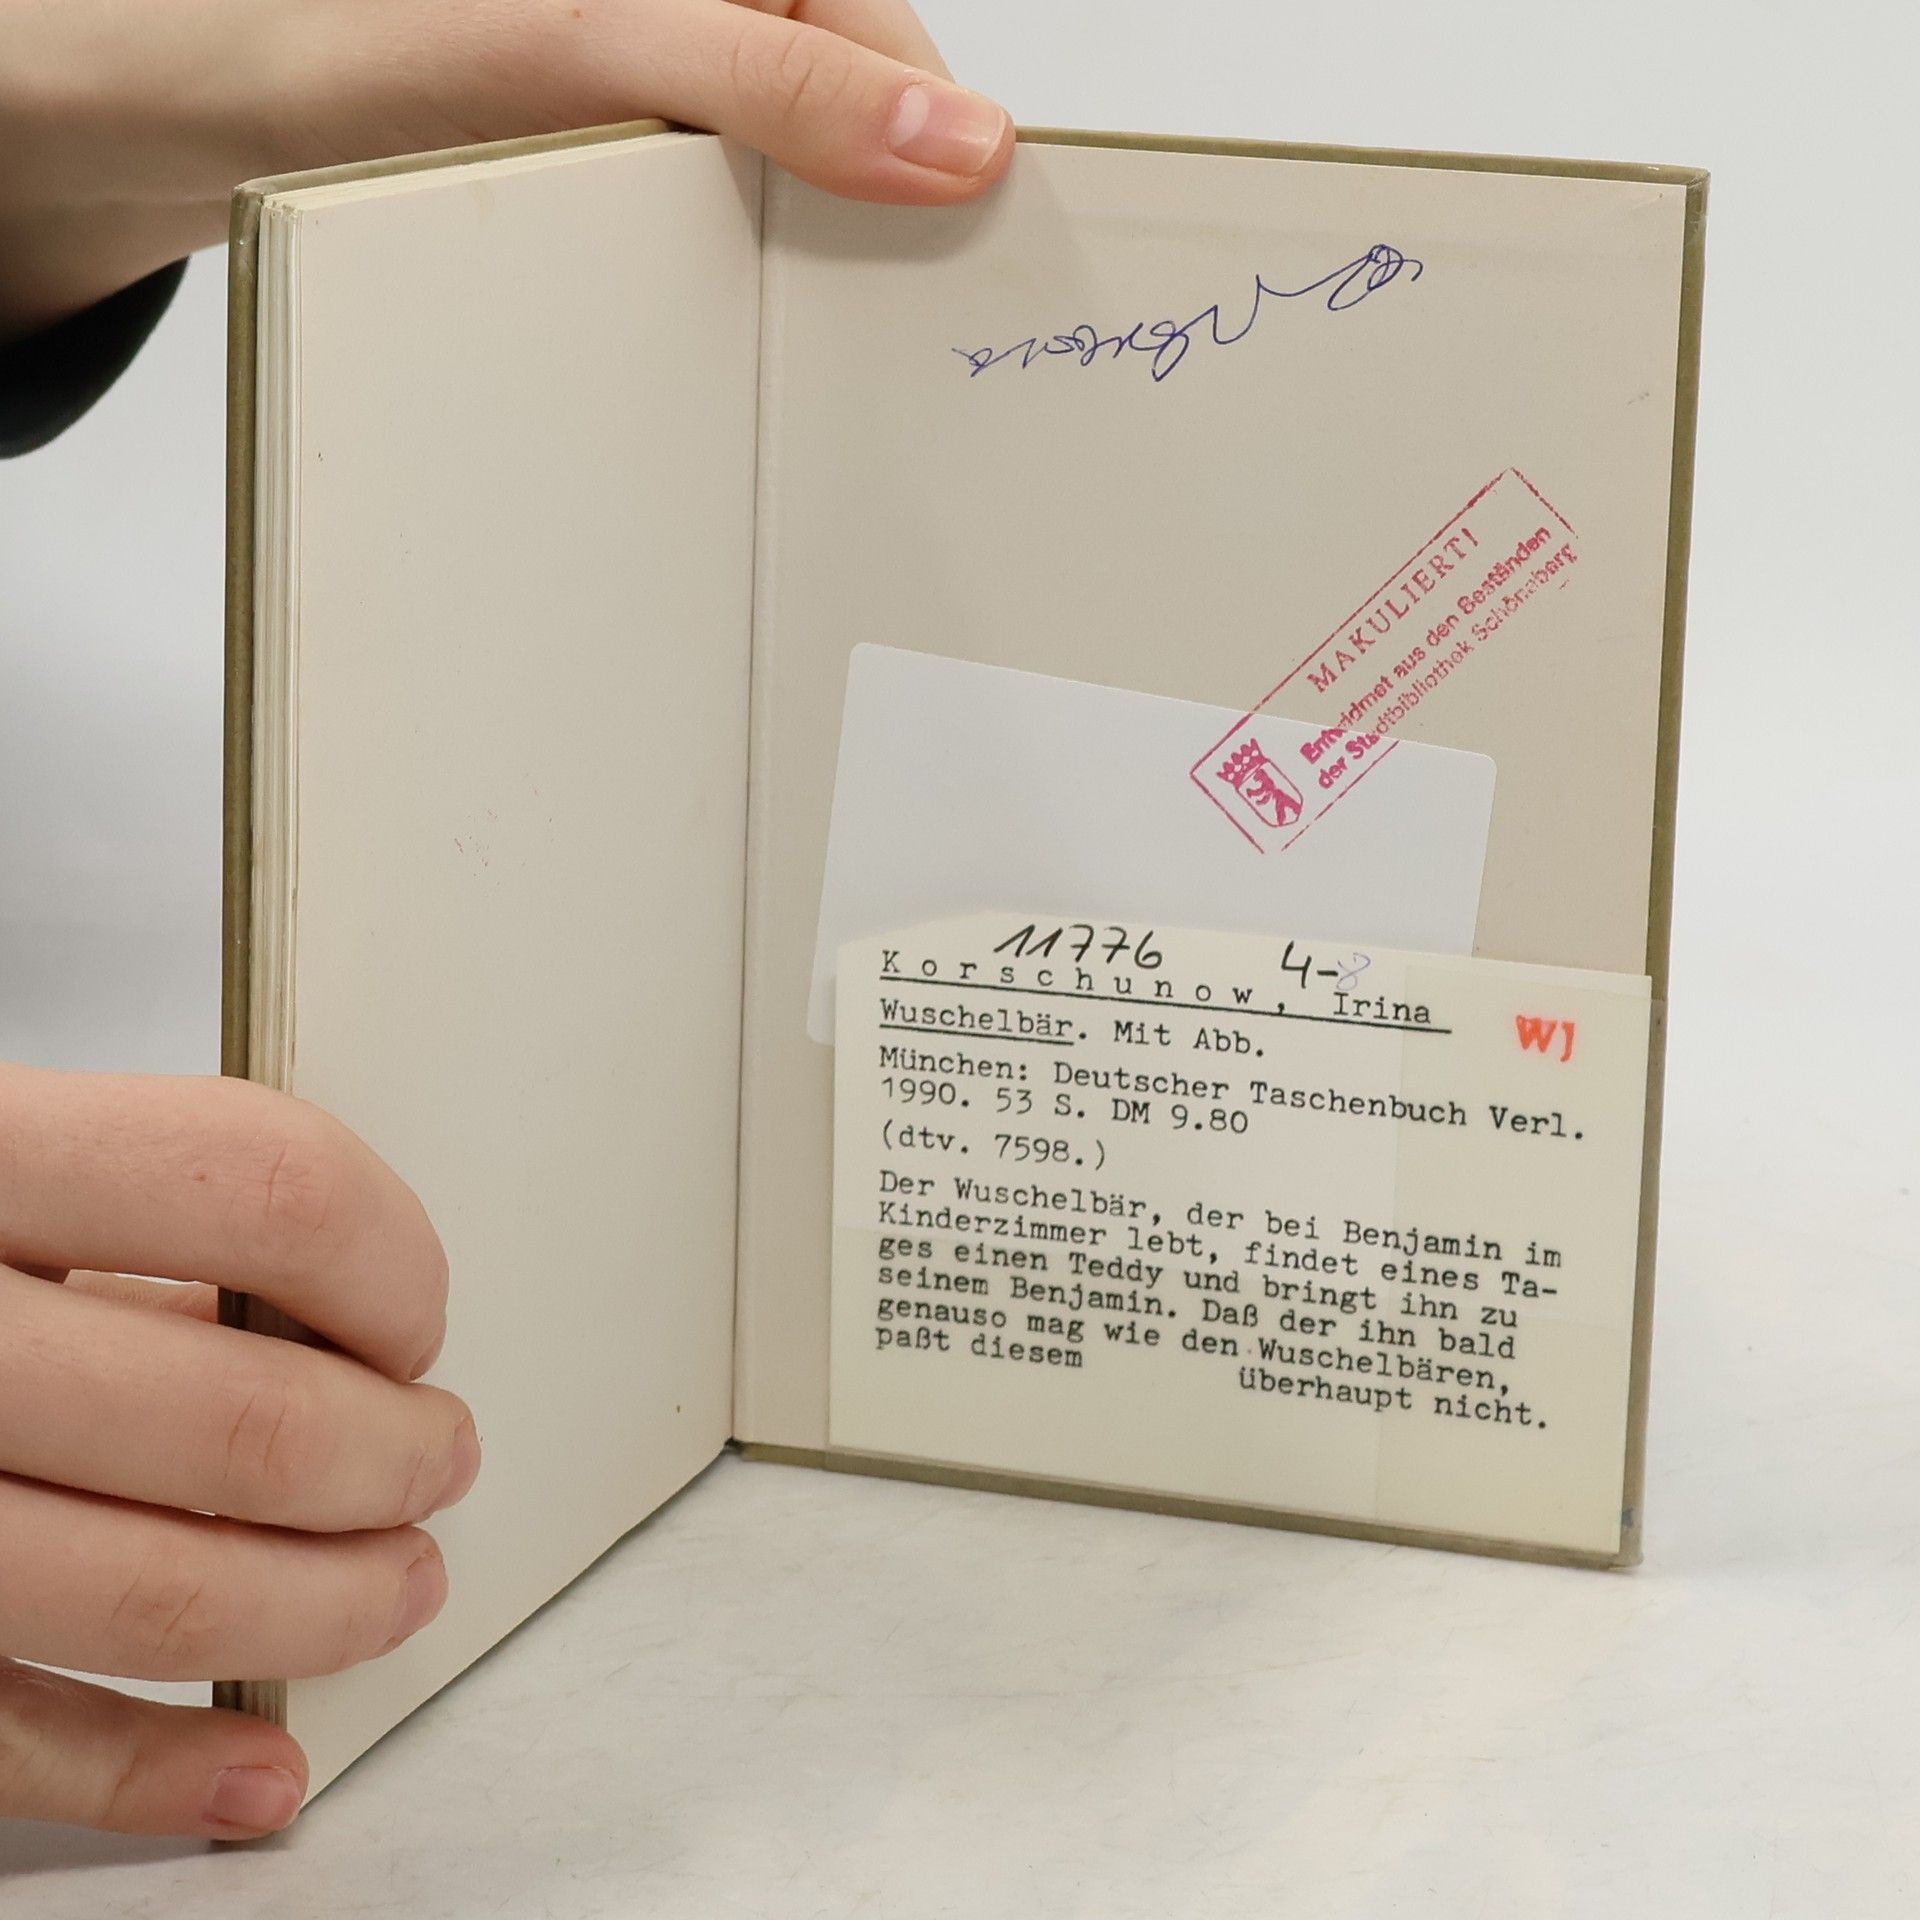 MAKULIERT!
Entwidmet aus den Beständen
der Stadtbibliothek Schöneberg
11776 4-8
Korschunow, Irina
WJ
Wuschelbär. Mit Abb.
München: Deutscher Taschenbuch Verl.
1990. 53 S. DM 9.80
(dtv. 7598.)
Der Wuschelbär, der bei Benjamin im
Kinderzimmer lebt, findet eines Ta-
ges einen Teddy und bringt ihn zu
seinem Benjamin. Daß der ihn bald
genauso mag wie den Wuschelbären,
paßt diesem überhaupt nicht.